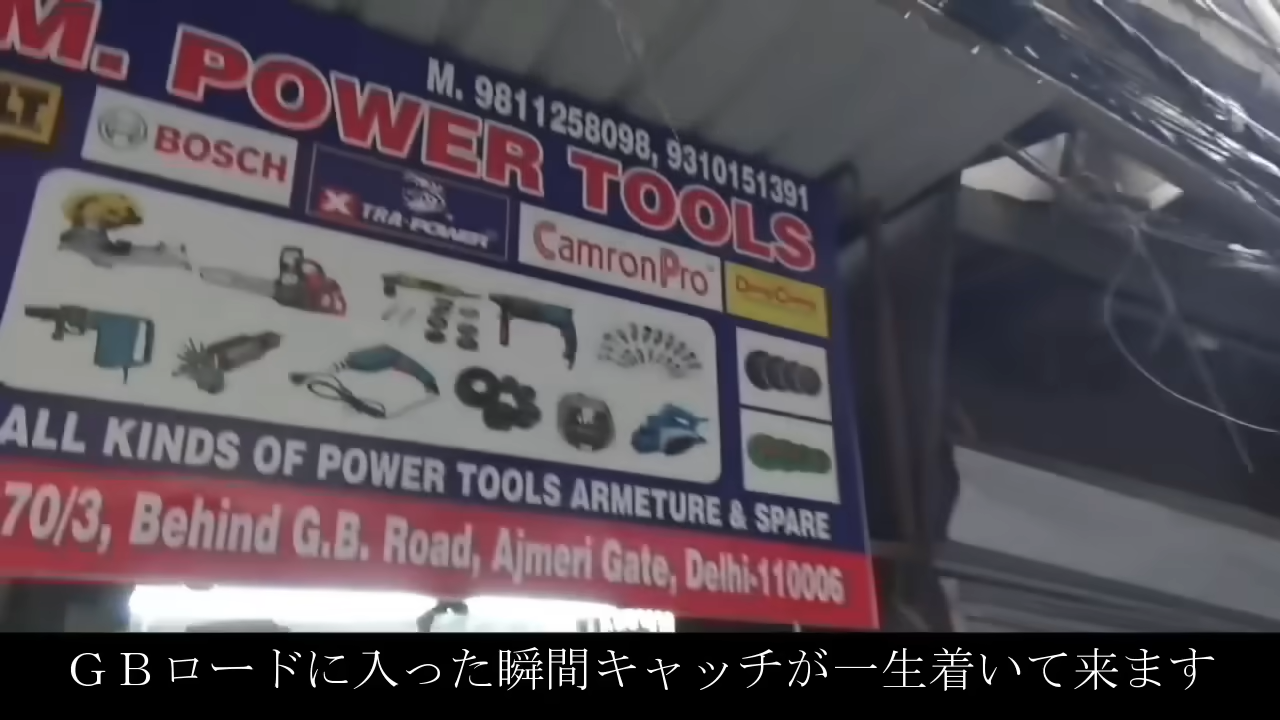 M. 9811258098, 9310151391
M. POWER TOOLS
BOSCH
XTRA-POWER
CamronPro
ALL KINDS OF POWER TOOLS ARMETURE & SPARE
70/3, Behind G.B. Road, Ajmeri Gate, Delhi-110006
ＧＢロードに入った瞬間キャッチが一生着いて来ます